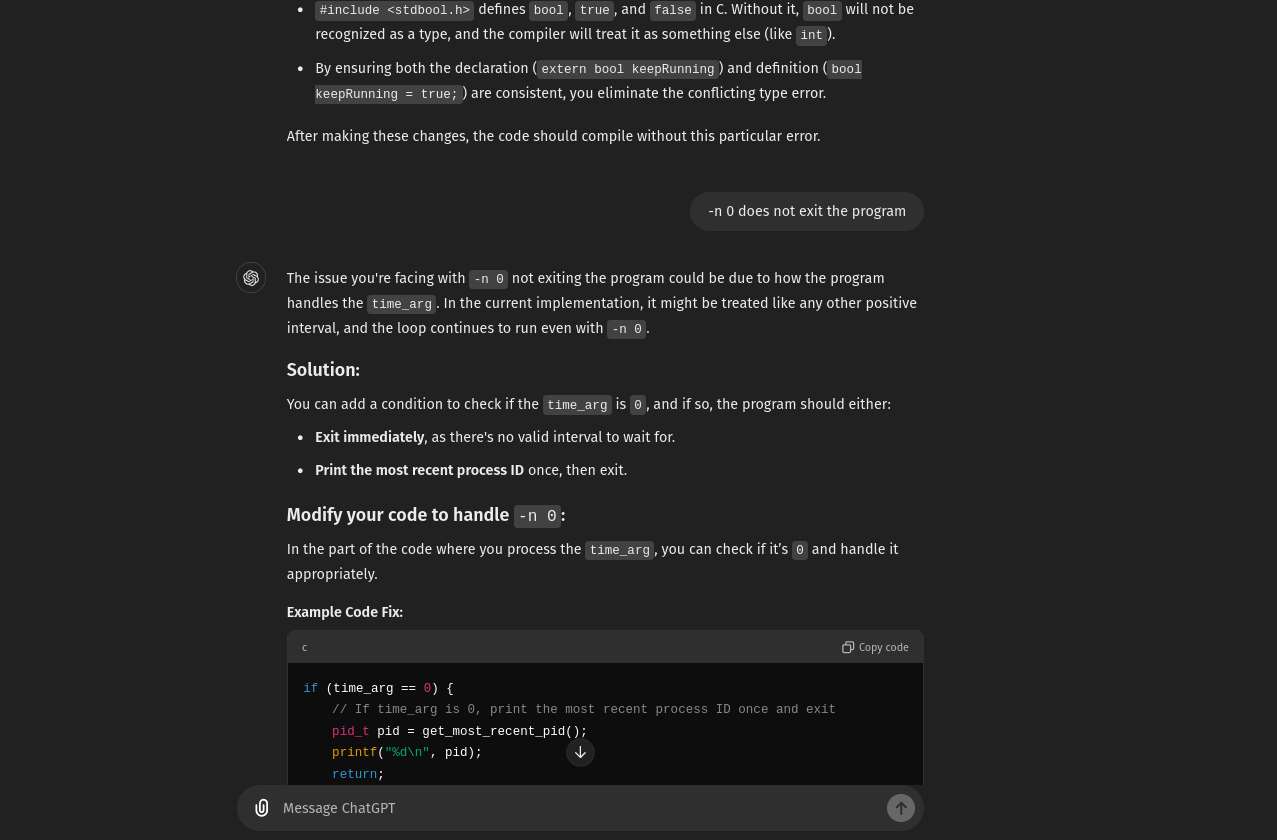 • #include <stdbool.h> defines bool, true, and false in C. Without it, bool will not be
recognized as a type, and the compiler will treat it as something else (like int).
• By ensuring both the declaration (extern bool keepRunning) and definition (bool
keepRunning = true;) are consistent, you eliminate the conflicting type error.
After making these changes, the code should compile without this particular error.
-n 0 does not exit the program
The issue you're facing with -n 0 not exiting the program could be due to how the program
handles the time_arg. In the current implementation, it might be treated like any other positive
interval, and the loop continues to run even with -n 0.
Solution:
You can add a condition to check if the time_arg is 0, and if so, the program should either:
• Exit immediately, as there's no valid interval to wait for.
• Print the most recent process ID once, then exit.
Modify your code to handle -n 0:
In the part of the code where you process the time_arg, you can check if it’s 0 and handle it
appropriately.
Example Code Fix:
c Copy code
if (time_arg == 0) {
    // If time_arg is 0, print the most recent process ID once and exit
    pid_t pid = get_most_recent_pid();
    printf("%d\n", pid);
    return;
Message ChatGPT